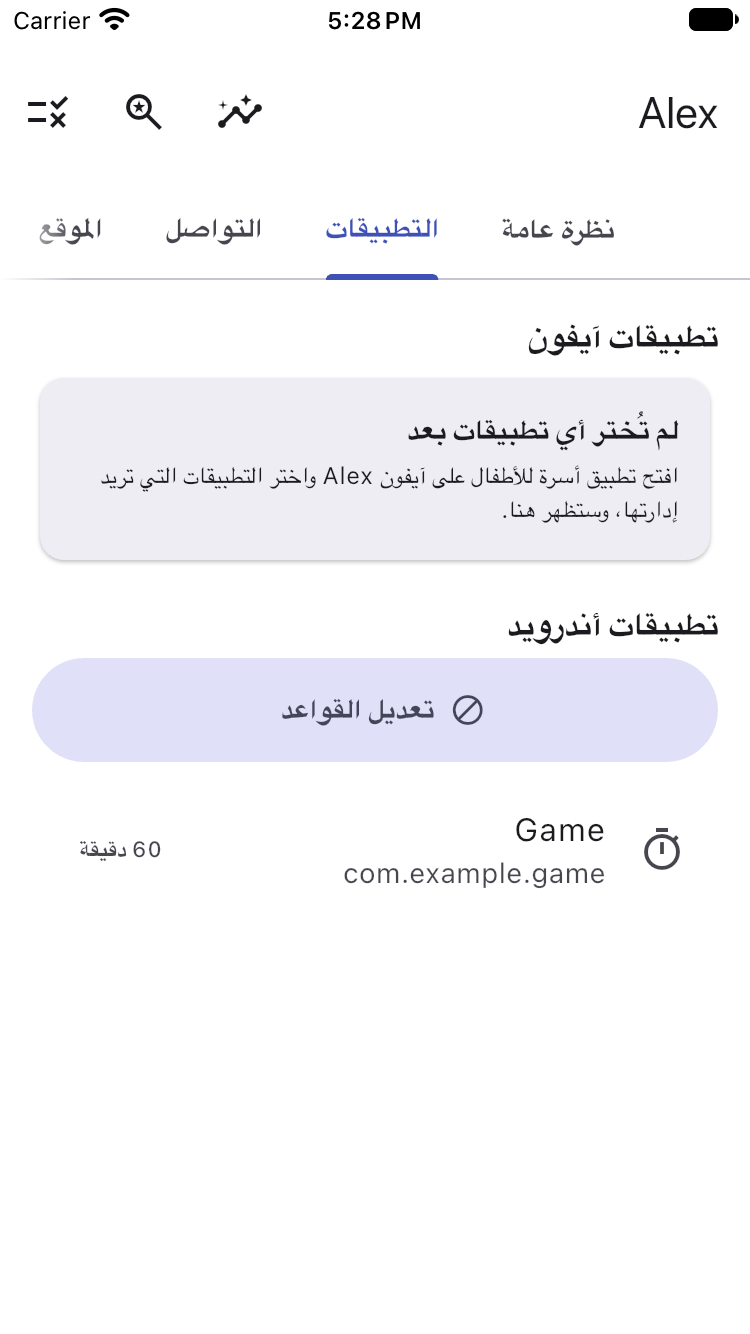 Carrier 5:28 PM
Alex
نظرة عامة التطبيقات التواصل الموقع
تطبيقات آيفون
لم تُختر أي تطبيقات بعد
افتح تطبيق أسرة للأطفال على آيفون Alex واختر التطبيقات التي تريد
إدارتها، وستظهر هنا.
تطبيقات أندرويد
تعديل القواعد
Game
60 دقيقة
com.example.game